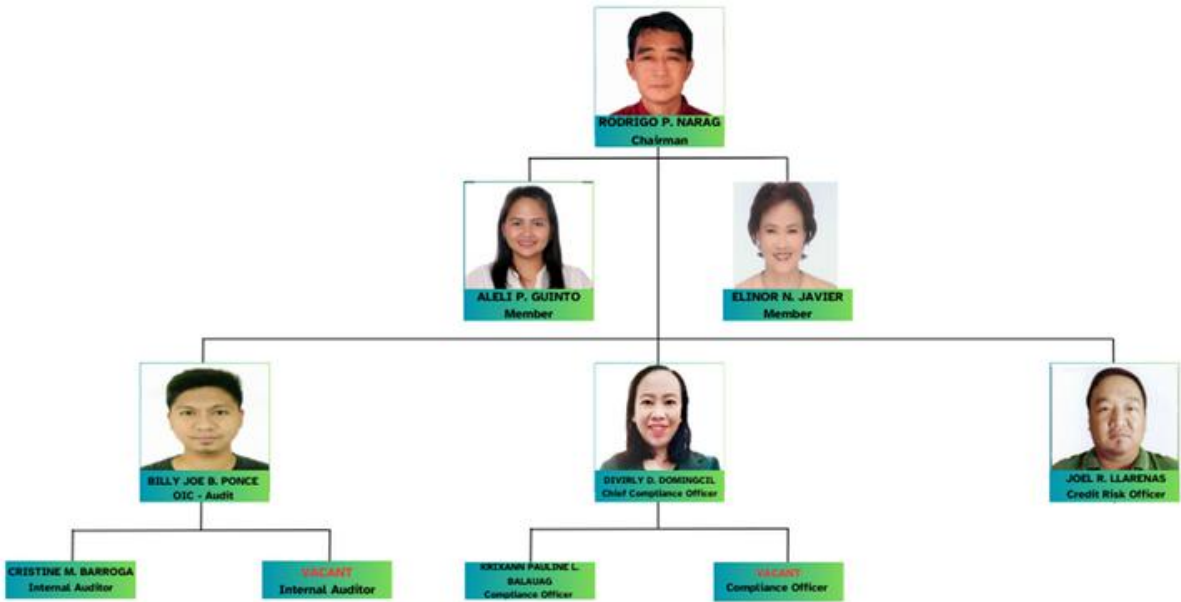 RODRIGO P. NARAG
Chairman
ALELI P. GUINTO
Member
ELINOR N. JAVIER
Member
BILLY JOE B. PONCE
OIC - Audit
DIVIRLY D. DOMINGCIL
Chief Compliance Officer
JOEL R. LLARENAS
Credit Risk Officer
CRISTINE M. BARROGA
Internal Auditor
VACANT
Internal Auditor
KRIXANN PAULINE L.
BALAUAG
Compliance Officer
VACANT
Compliance Officer